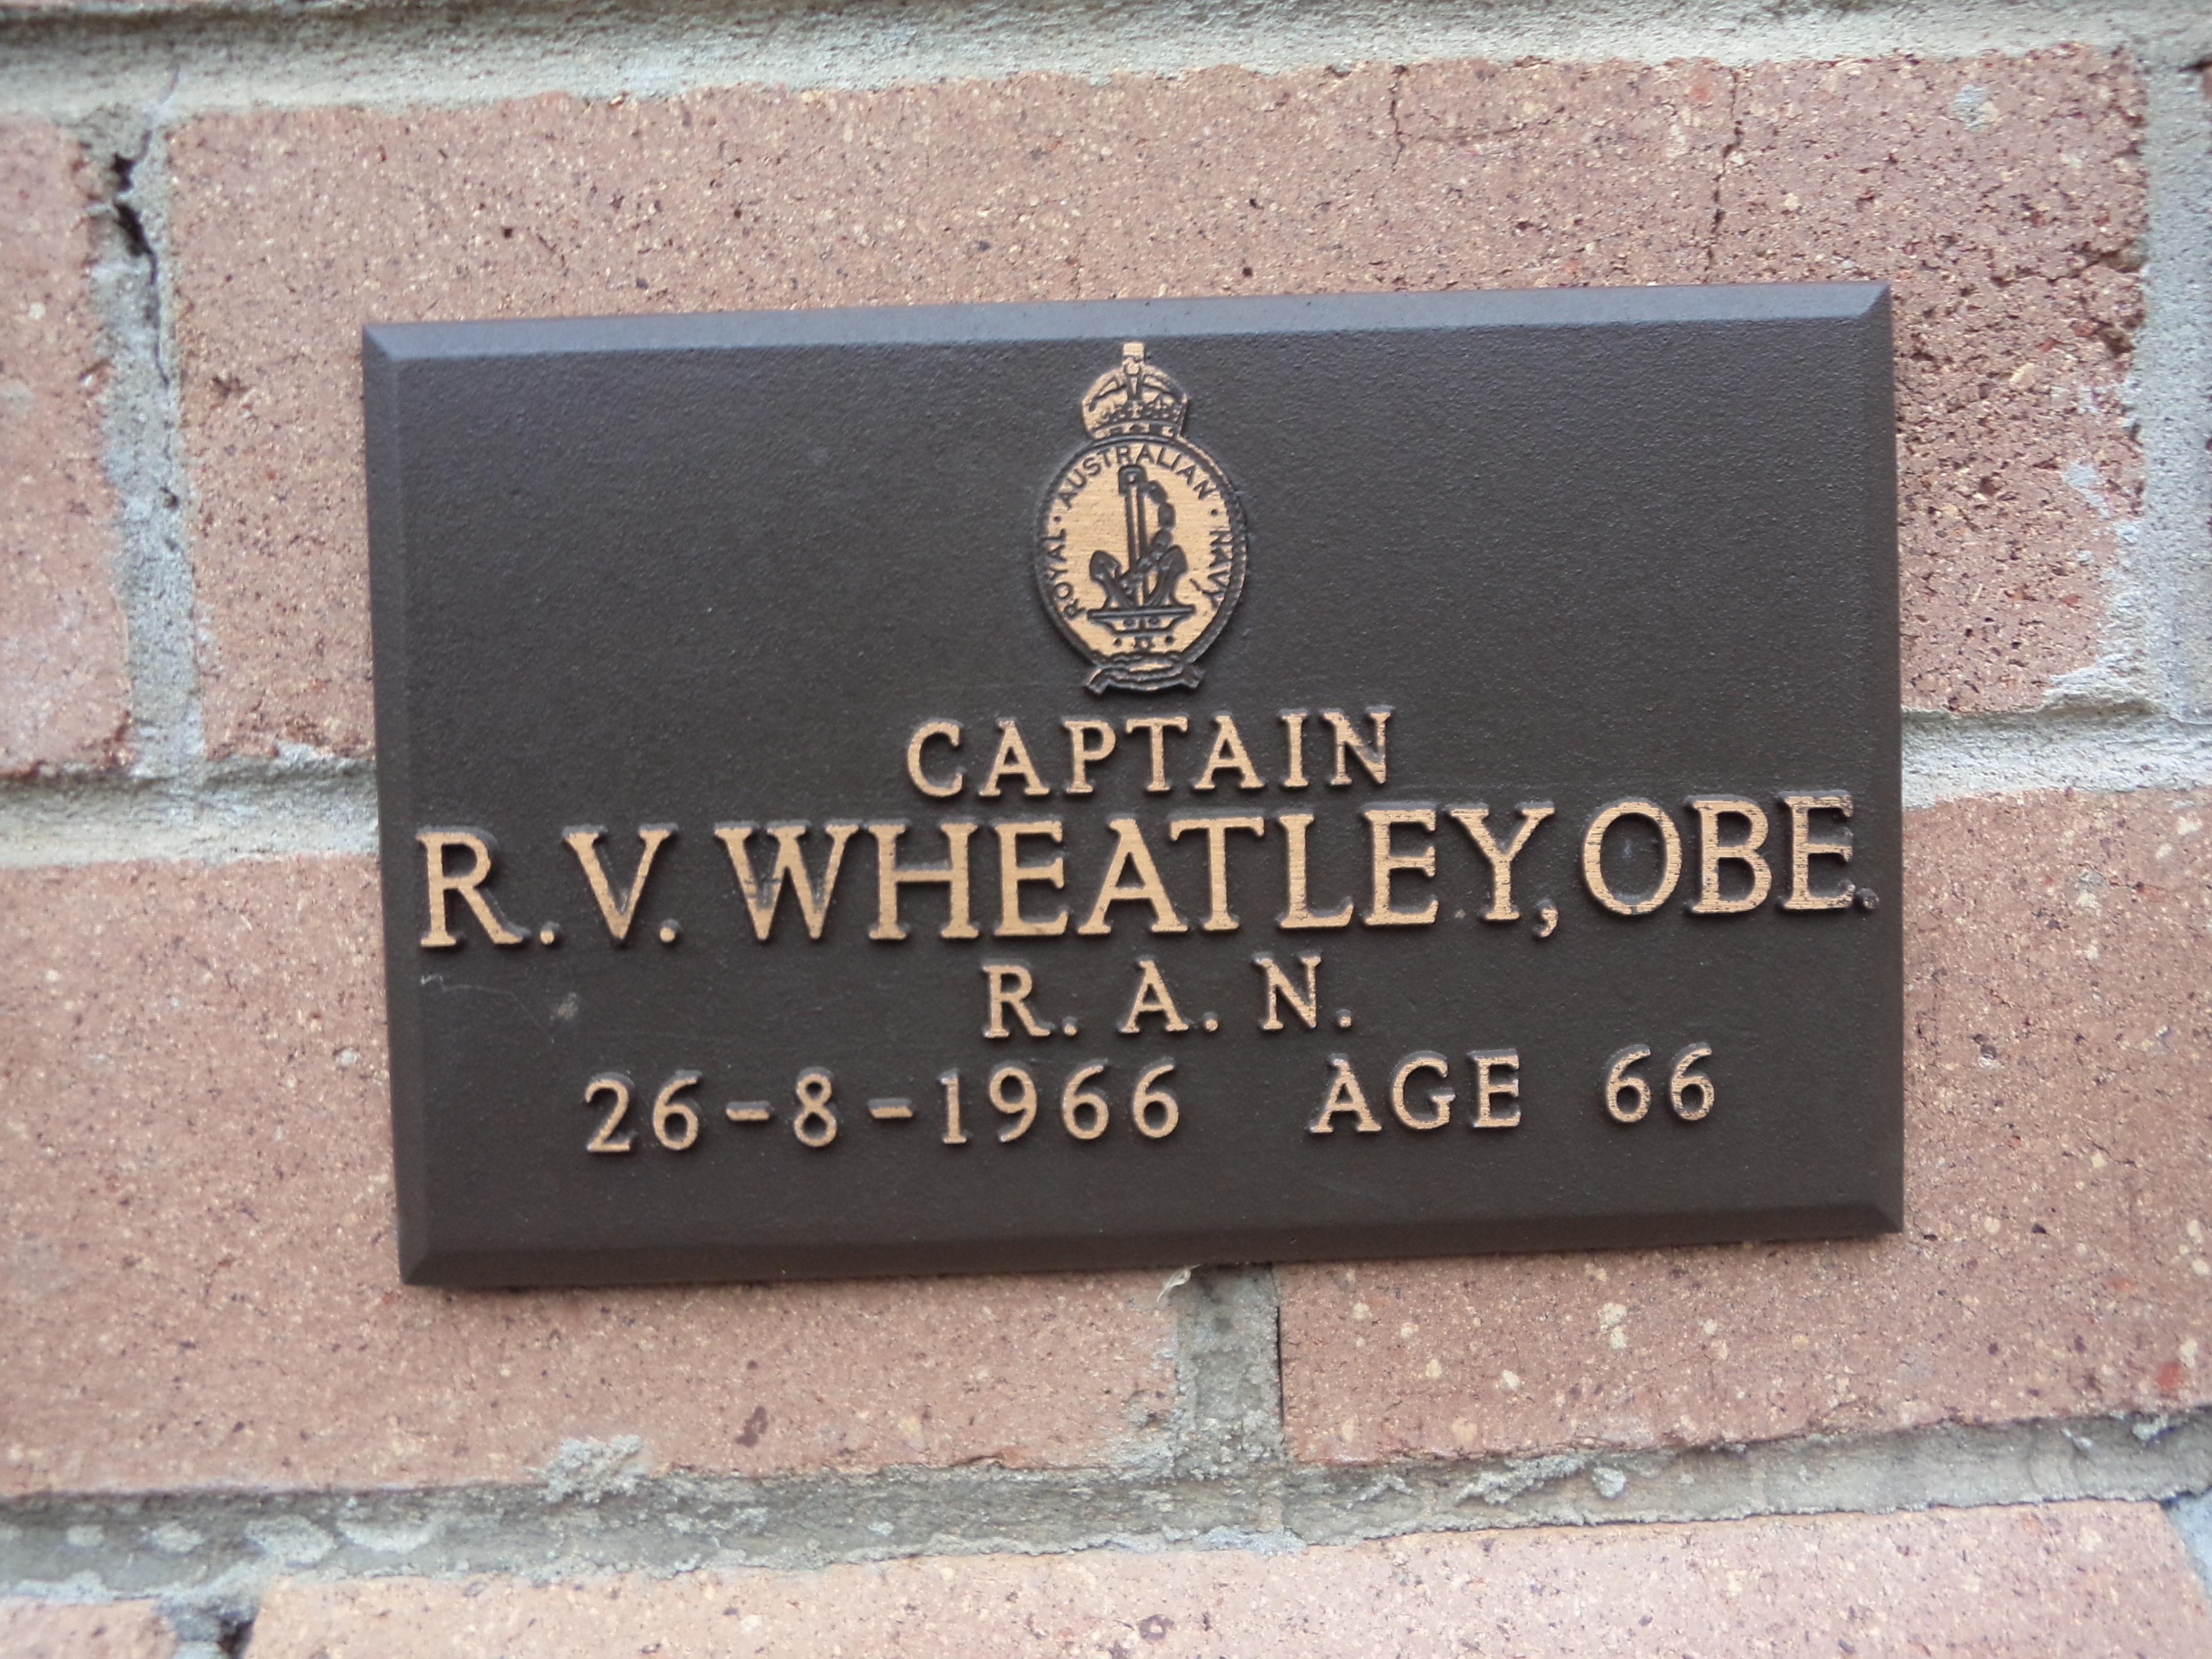 ROYAL · AUSTRALIAN · NAVY
CAPTAIN
R.V. WHEATLEY, OBE.
R. A. N.
26-8-1966 AGE 66